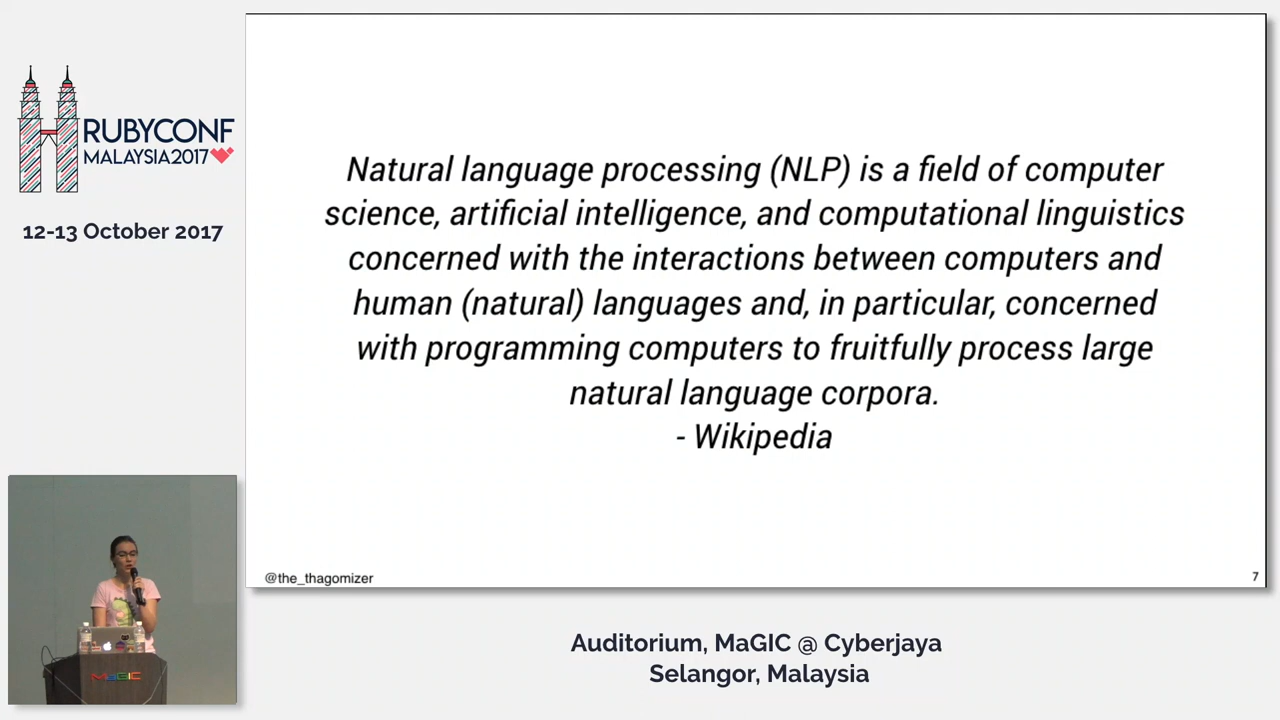 RUBYCONF
MALAYSIA2017
12-13 October 2017
Natural language processing (NLP) is a field of computer
science, artificial intelligence, and computational linguistics
concerned with the interactions between computers and
human (natural) languages and, in particular, concerned
with programming computers to fruitfully process large
natural language corpora.
- Wikipedia
@the_thagomizer
7
MaGIC
Auditorium, MaGIC @ Cyberjaya
Selangor, Malaysia